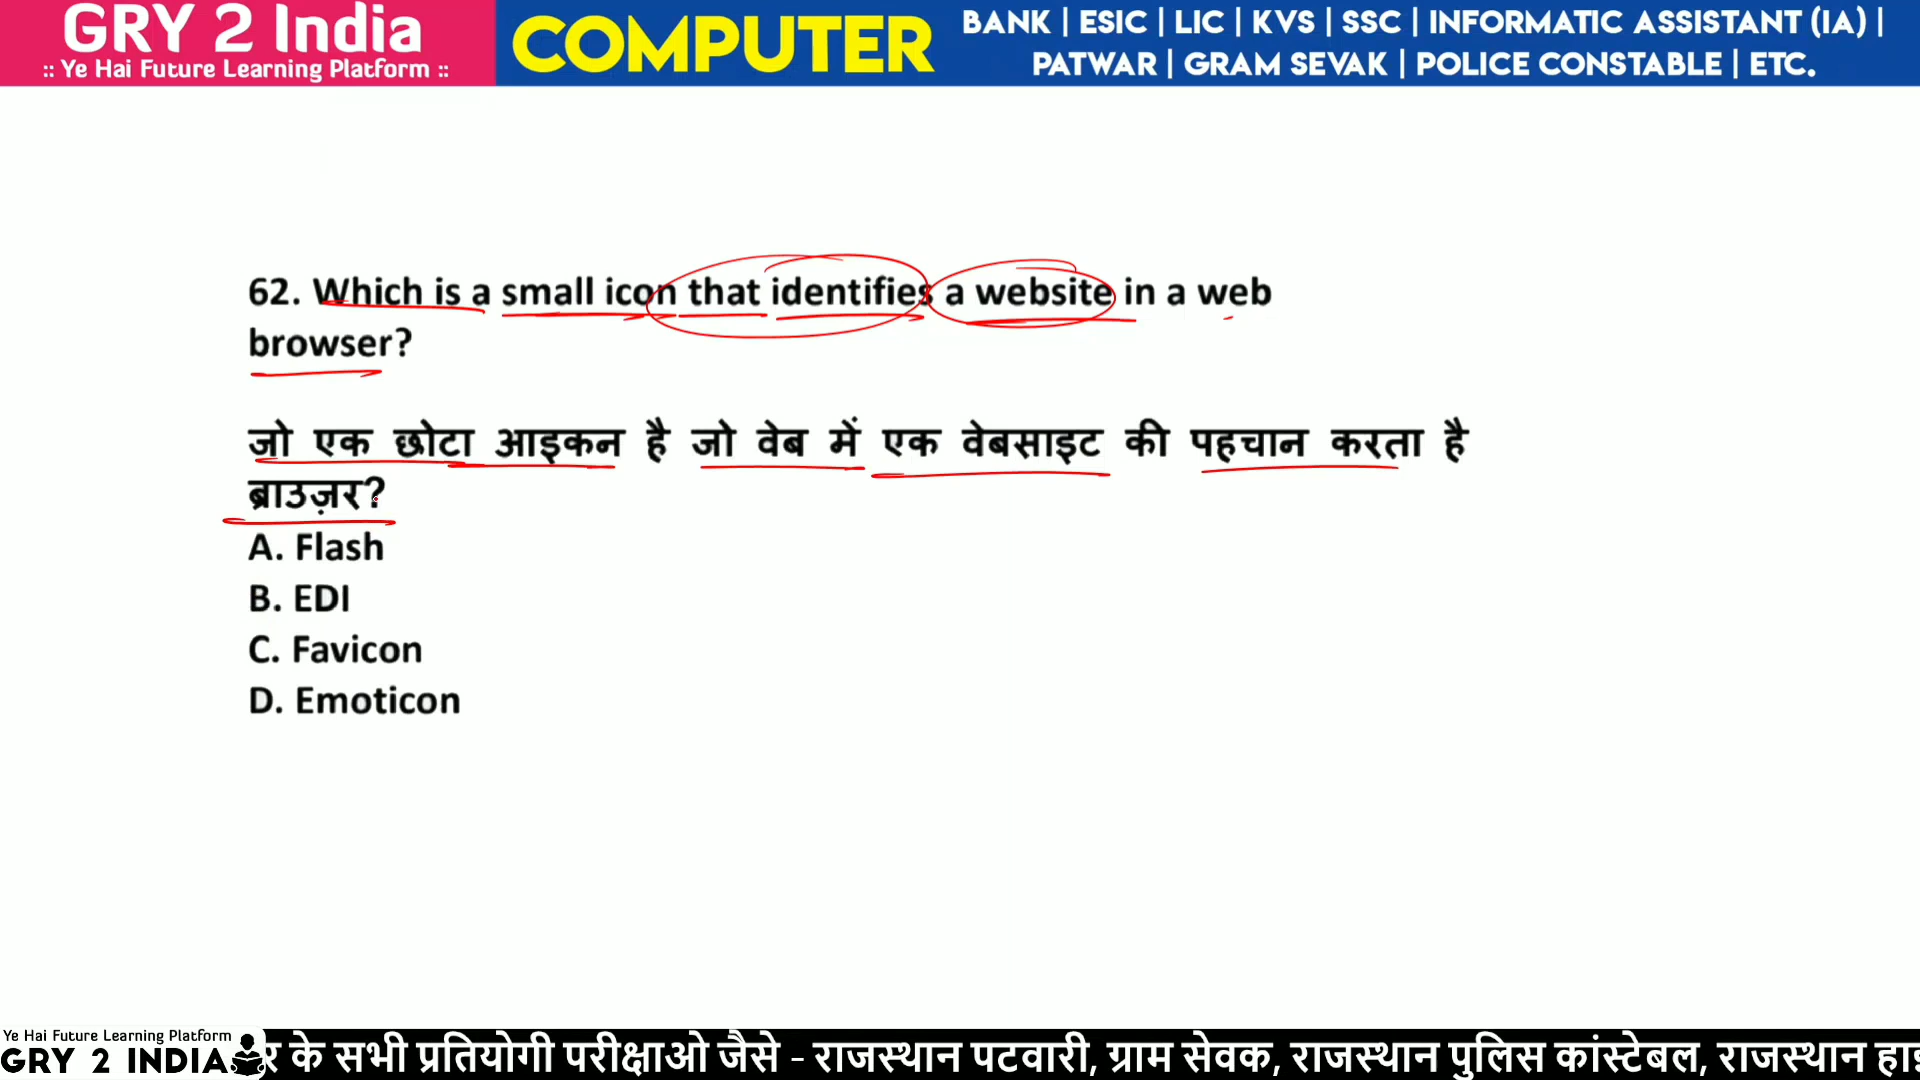 GRY 2 India
:: Ye Hai Future Learning Platform ::
COMPUTER
BANK | ESIC | LIC | KVS | SSC | INFORMATIC ASSISTANT (IA) |
PATWAR | GRAM SEVAK | POLICE CONSTABLE | ETC.
62. Which is a small icon that identifies a website in a web
browser?
जो एक छोटा आइकन है जो वेब में एक वेबसाइट की पहचान करता है
ब्राउज़र?
A. Flash
B. EDI
C. Favicon
D. Emoticon
Ye Hai Future Learning Platform
GRY 2 INDIA
र के सभी प्रतियोगी परीक्षाओ जैसे - राजस्थान पटवारी, ग्राम सेवक, राजस्थान पुलिस कांस्टेबल, राजस्थान